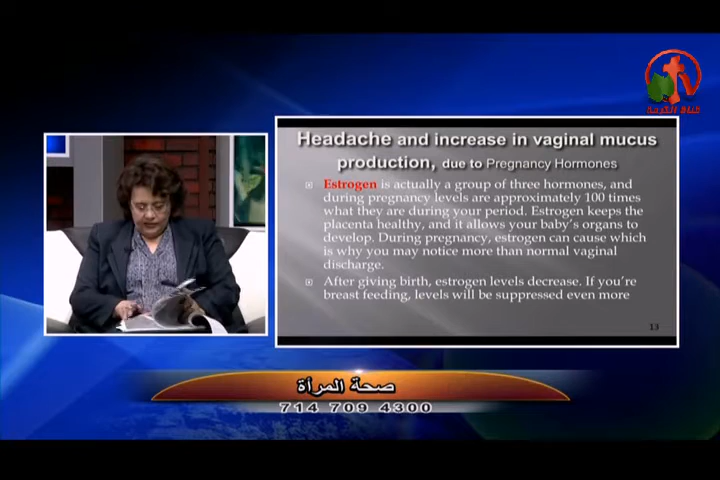 قناة الكرمة
Headache and increase in vaginal mucus
production, due to Pregnancy Hormones
Estrogen is actually a group of three hormones, and
during pregnancy levels are approximately 100 times
what they are during your period. Estrogen keeps the
placenta healthy, and it allows your baby's organs to
develop. During pregnancy, estrogen can cause which
is why you may notice more than normal vaginal
discharge.
After giving birth, estrogen levels decrease. If you're
breast feeding, levels will be suppressed even more
13
صحة المرأة
714 709 4300